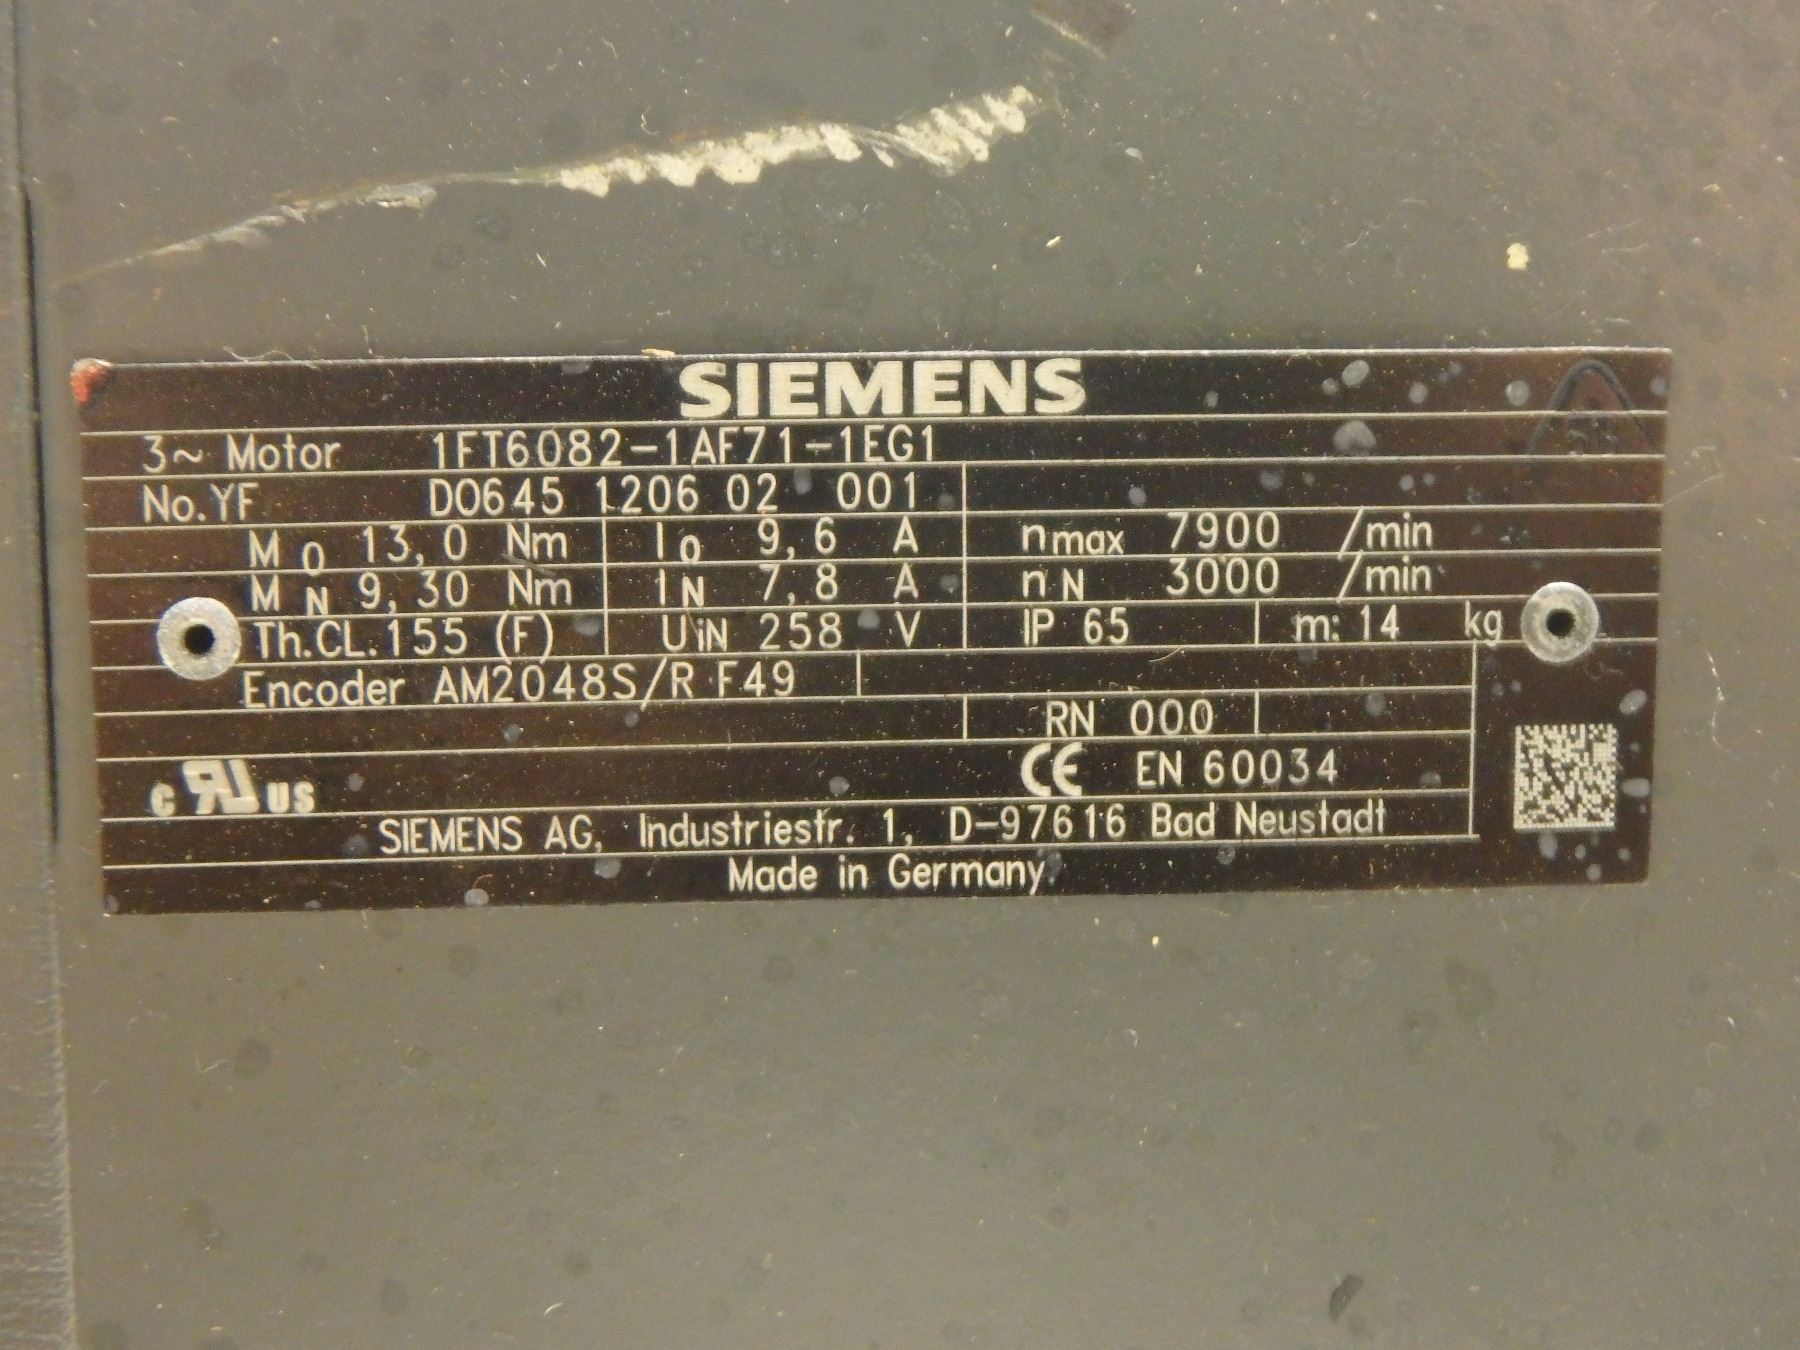 SIEMENS
3~ Motor 1FT6082-1AF71-1EG1
No.YF D0645 1206 02 001
M0 13,0 Nm I0 9,6 A nmax 7900 /min
MN 9,30 Nm IN 7,8 A nN 3000 /min
Th.CL.155 (F) UiN 258 V IP 65 m: 14 kg
Encoder AM2048S/R F49
RN 000
CE EN 60034
c RU US
SIEMENS AG, Industriestr. 1, D-97616 Bad Neustadt
Made in Germany